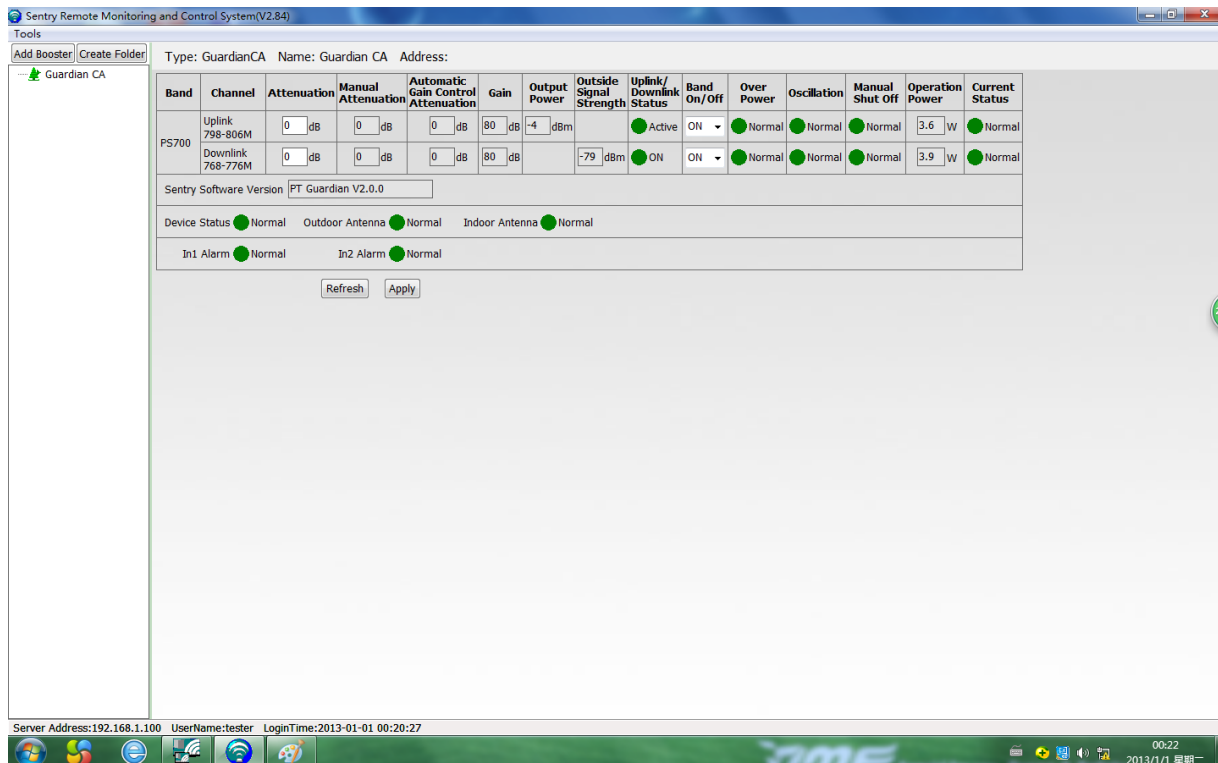 Sentry Remote Monitoring and Control System(V2.84)
Tools
Add Booster Create Folder
Guardian CA
Type: GuardianCA Name: Guardian CA Address:
Band Channel Attenuation Manual Attenuation Automatic Gain Control Attenuation Gain Output Power Outside Signal Strength Uplink/ Downlink Status Band On/Off Over Power Oscillation Manual Shut Off Operation Power Current Status
PS700
Uplink 798-806M 0 dB 0 dB 0 dB 80 dB -4 dBm Active ON Normal Normal Normal 3.6 W Normal
Downlink 768-776M 0 dB 0 dB 0 dB 80 dB -79 dBm ON ON Normal Normal Normal 3.9 W Normal
Sentry Software Version PT Guardian V2.0.0
Device Status Normal Outdoor Antenna Normal Indoor Antenna Normal
In1 Alarm Normal In2 Alarm Normal
Refresh Apply
Server Address:192.168.1.100 UserName:tester LoginTime:2013-01-01 00:20:27
00:22
2013/1/1 星期一